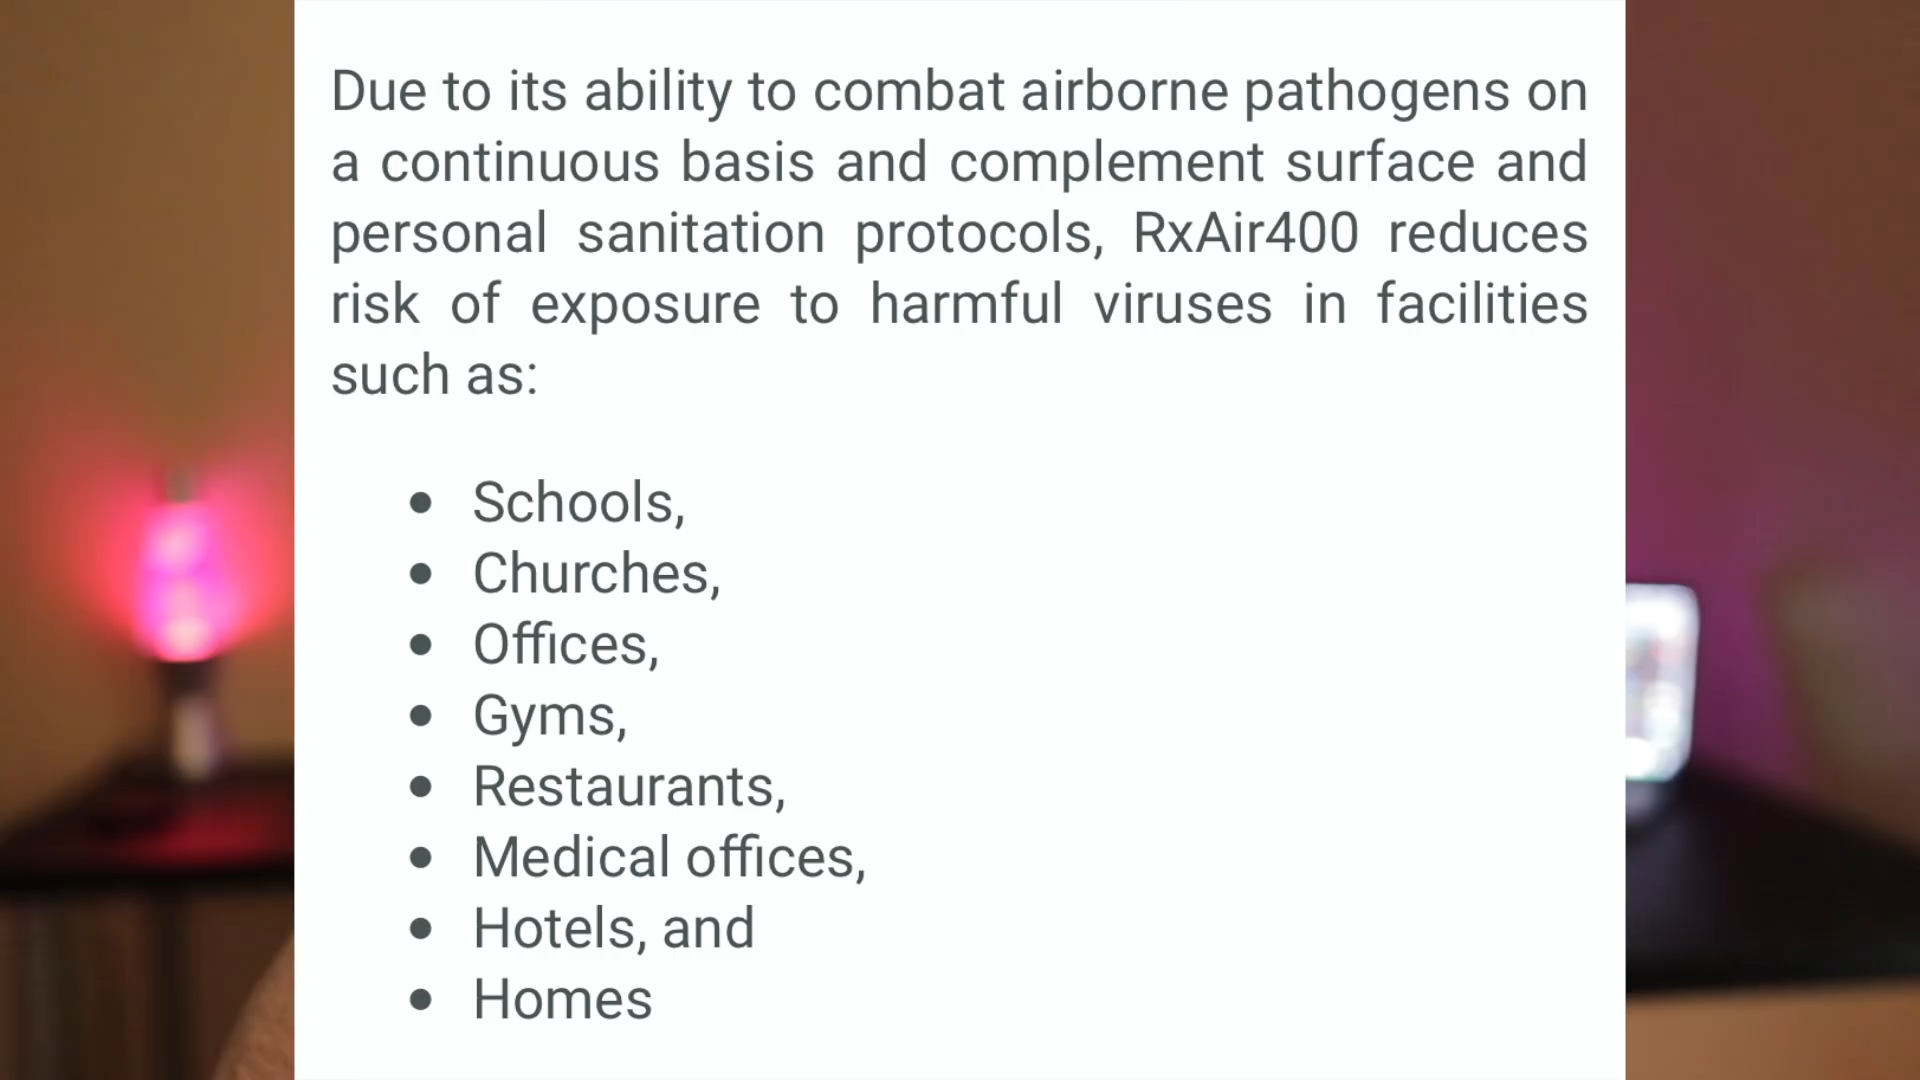 Due to its ability to combat airborne pathogens on
a continuous basis and complement surface and
personal sanitation protocols, RxAir400 reduces
risk of exposure to harmful viruses in facilities
such as:
• Schools,
• Churches,
• Offices,
• Gyms,
• Restaurants,
• Medical offices,
• Hotels, and
• Homes